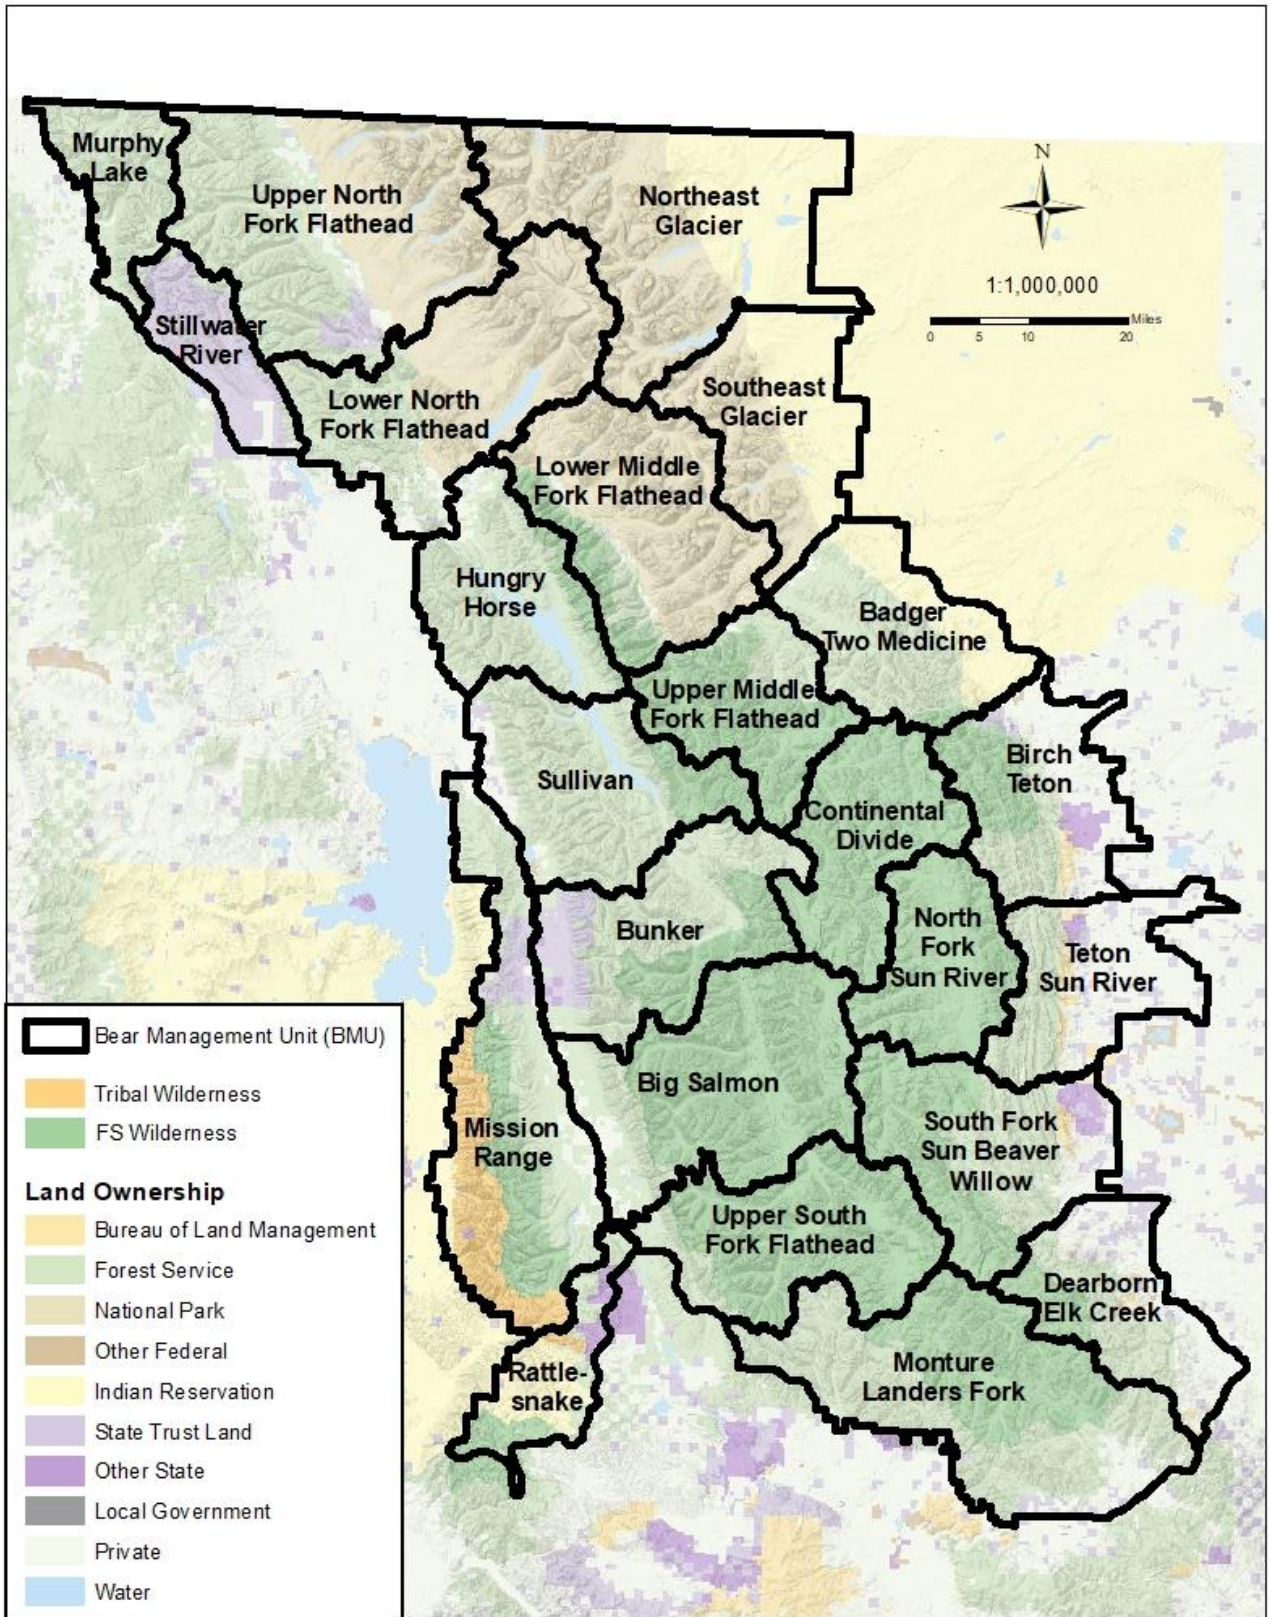 Murphy
Lake
Upper North
Fork Flathead
Northeast
Glacier
N
1:1,000,000
Miles
0 5 10 20
Stillwater
River
Lower North
Fork Flathead
Southeast
Glacier
Lower Middle
Fork Flathead
Hungry
Horse
Badger
Two Medicine
Upper Middle
Fork Flathead
Birch
Teton
Sullivan
Continental
Divide
Bunker
North
Fork
Sun River
Teton
Sun River
Big Salmon
Mission
Range
South Fork
Sun Beaver
Willow
Upper South
Fork Flathead
Dearborn
Elk Creek
Monture
Landers Fork
Rattle-
snake
Bear Management Unit (BMU)
Tribal Wilderness
FS Wilderness
Land Ownership
Bureau of Land Management
Forest Service
National Park
Other Federal
Indian Reservation
State Trust Land
Other State
Local Government
Private
Water